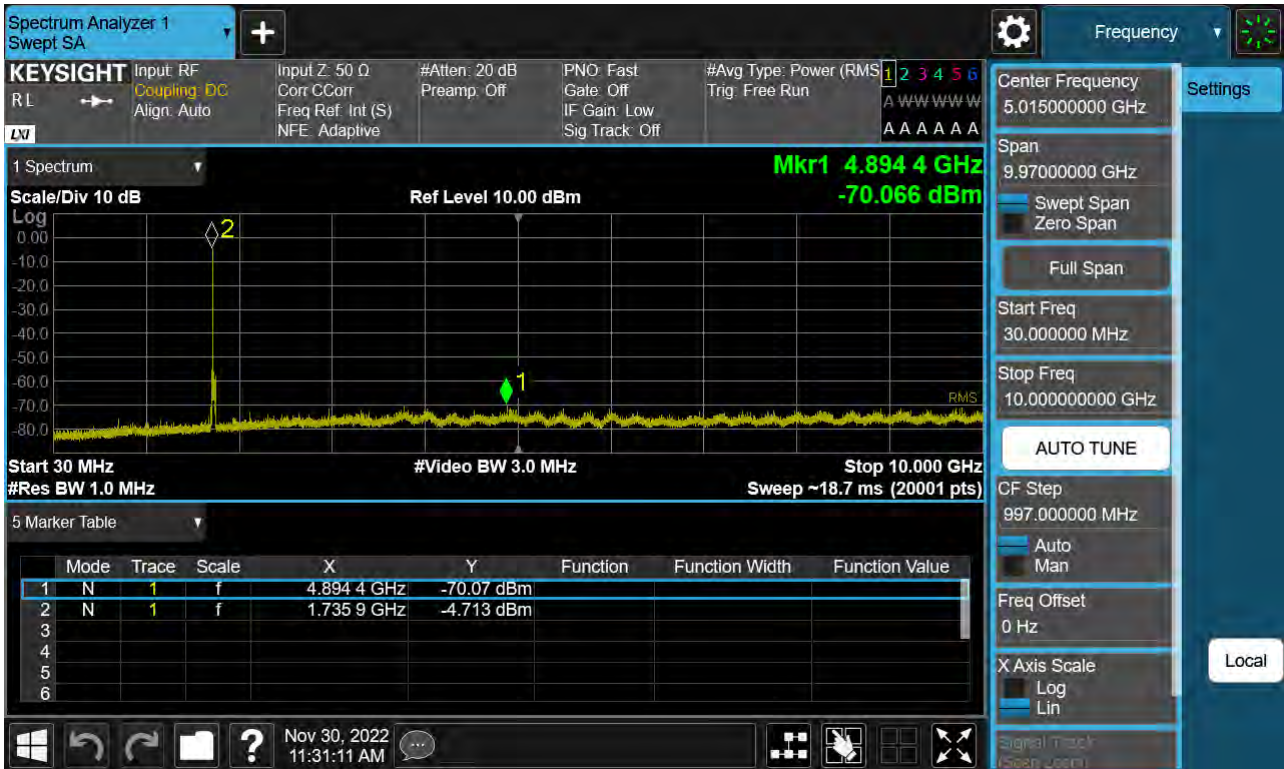 Spectrum Analyzer 1
Swept SA
+
Frequency
KEYSIGHT
RL
LXI
Input: RF
Coupling: DC
Align: Auto
Input Z: 50 Ω
Corr CCorr
Freq Ref: Int (S)
NFE: Adaptive
#Atten: 20 dB
Preamp: Off
PNO: Fast
Gate: Off
IF Gain: Low
Sig Track: Off
#Avg Type: Power (RMS
Trig: Free Run
1 2 3 4 5 6
A W W W W W
A A A A A A
1 Spectrum
Mkr1 4.894 4 GHz
Scale/Div 10 dB
Ref Level 10.00 dBm
-70.066 dBm
Log
0.00
-10.0
-20.0
-30.0
-40.0
-50.0
-60.0
-70.0
-80.0
2
1
RMS
Start 30 MHz
#Video BW 3.0 MHz
Stop 10.000 GHz
#Res BW 1.0 MHz
Sweep ~18.7 ms (20001 pts)
5 Marker Table
Mode Trace Scale X Y Function Function Width Function Value
1 N 1 f 4.894 4 GHz -70.07 dBm
2 N 1 f 1.735 9 GHz -4.713 dBm
3
4
5
6
?
Nov 30, 2022
11:31:11 AM
Center Frequency
5.015000000 GHz
Settings
Span
9.97000000 GHz
Swept Span
Zero Span
Full Span
Start Freq
30.000000 MHz
Stop Freq
10.000000000 GHz
AUTO TUNE
CF Step
997.000000 MHz
Auto
Man
Freq Offset
0 Hz
X Axis Scale
Log
Lin
Local
Signal Track
(Span Zoom)